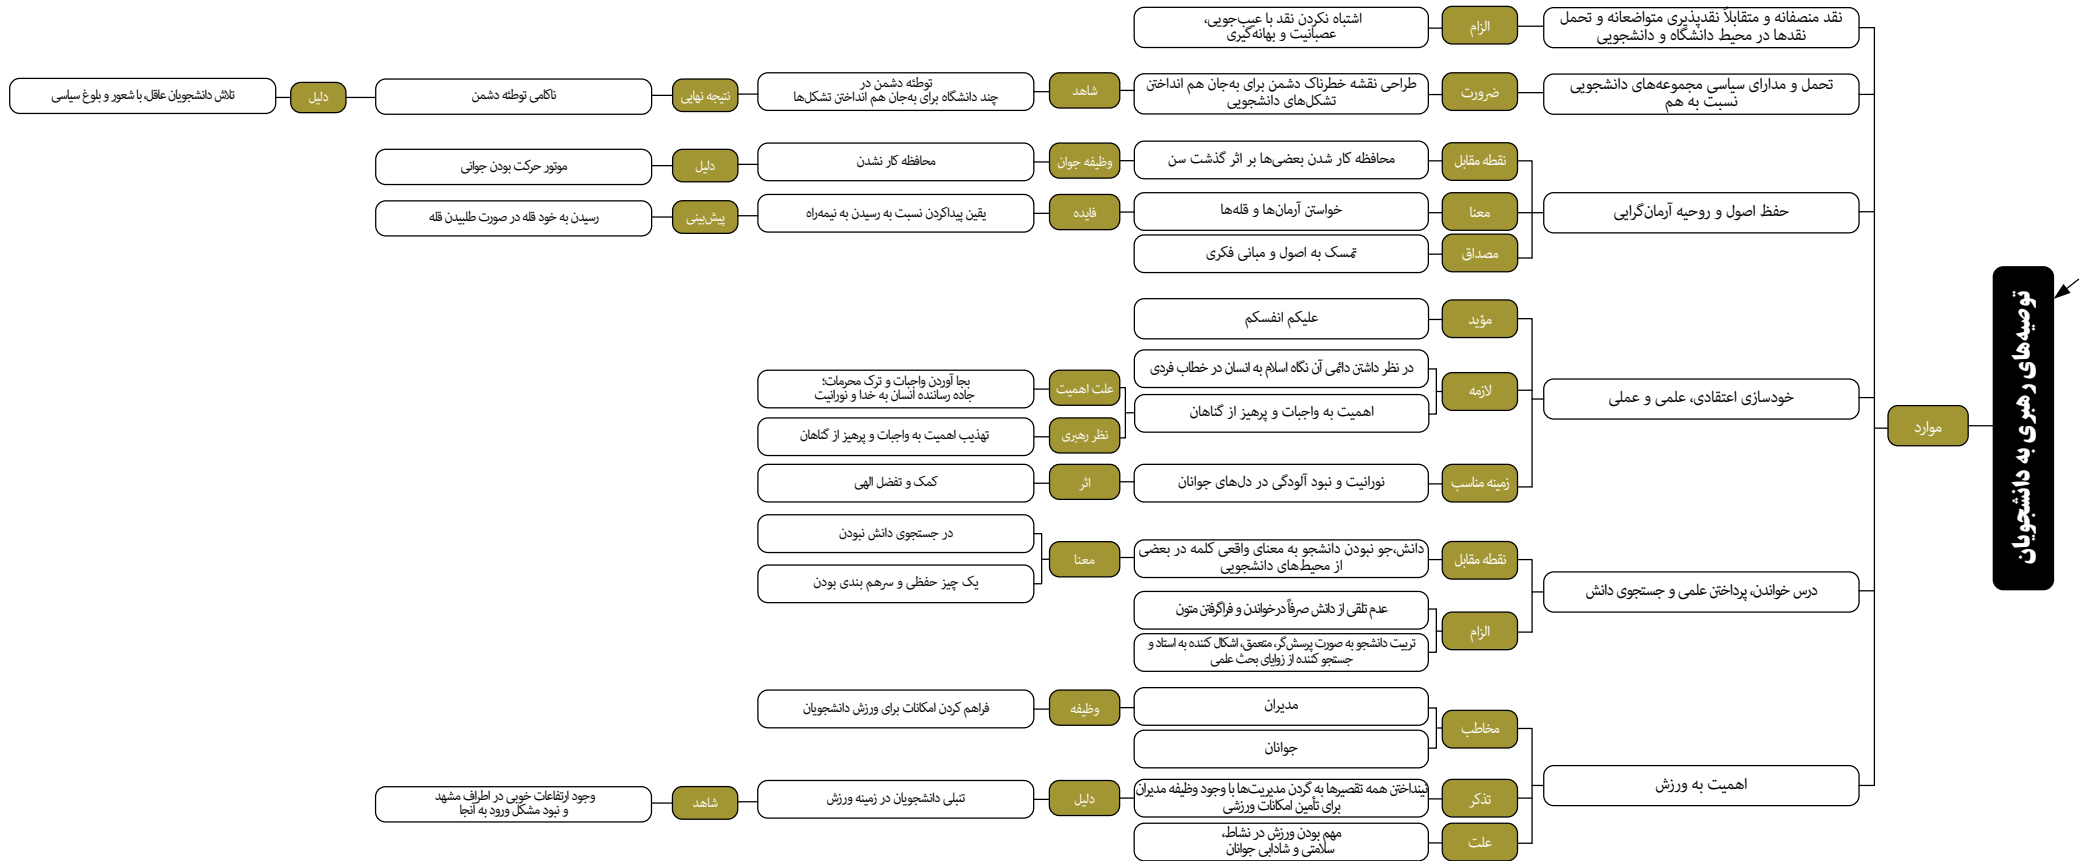 توصیه‌های رهبری به دانشجویان
موارد
نقد منصفانه و متقابلاً نقدپذیری متواضعانه و تحمل
نقدها در محیط دانشگاه و دانشجویی
الزام
اشتباه نکردن نقد با عیب‌جویی،
عصبانیت و بهانه‌گیری
تحمل و مدارای سیاسی مجموعه‌های دانشجویی
نسبت به هم
ضرورت
طراحی نقشه خطرناک دشمن برای به‌جان هم انداختن
تشکل‌های دانشجویی
شاهد
توطئه دشمن در
چند دانشگاه برای به‌جان هم انداختن تشکل‌ها
نتیجه نهایی
ناکامی توطئه دشمن
دلیل
تلاش دانشجویان عاقل، با شعور و بلوغ سیاسی
حفظ اصول و روحیه آرمان‌گرایی
نقطه مقابل
محافظه کار شدن بعضی‌ها بر اثر گذشت سن
وظیفه جوان
محافظه کار نشدن
دلیل
موتور حرکت بودن جوانی
معنا
خواستن آرمان‌ها و قله‌ها
فایده
یقین پیداکردن نسبت به رسیدن به نیمه‌راه
پیش‌بینی
رسیدن به خود قله در صورت طلبیدن قله
مصداق
تمسک به اصول و مبانی فکری
خودسازی اعتقادی، علمی و عملی
مؤید
علیکم انفسکم
لازمه
در نظر داشتن دائمی آن نگاه اسلام به انسان در خطاب فردی
اهمیت به واجبات و پرهیز از گناهان
علت اهمیت
بجا آوردن واجبات و ترک محرمات؛
جاده رساننده انسان به خدا و نورانیت
نظر رهبری
تهذیب اهمیت به واجبات و پرهیز از گناهان
زمینه مناسب
نورانیت و نبود آلودگی در دل‌های جوانان
اثر
کمک و تفضل الهی
درس خواندن، پرداختن علمی و جستجوی دانش
نقطه مقابل
دانش،جو نبودن دانشجو به معنای واقعی کلمه در بعضی
از محیط‌های دانشجویی
معنا
در جستجوی دانش نبودن
یک چیز حفظی و سرهم بندی بودن
الزام
عدم تلقی از دانش صرفاً درخواندن و فراگرفتن متون
تربیت دانشجو به صورت پرسش‌گر، متعمق، اشکال کننده به استاد و
جستجو کننده از زوایای بحث علمی
اهمیت به ورزش
مخاطب
مدیران
وظیفه
فراهم کردن امکانات برای ورزش دانشجویان
جوانان
تذکر
نینداختن همه تقصیرها به گردن مدیریت‌ها با وجود وظیفه مدیران
برای تأمین امکانات ورزشی
دلیل
تنبلی دانشجویان در زمینه ورزش
شاهد
وجود ارتفاعات خوبی در اطراف مشهد
و نبود مشکل ورود به آنجا
علت
مهم بودن ورزش در نشاط،
سلامتی و شادابی جوانان